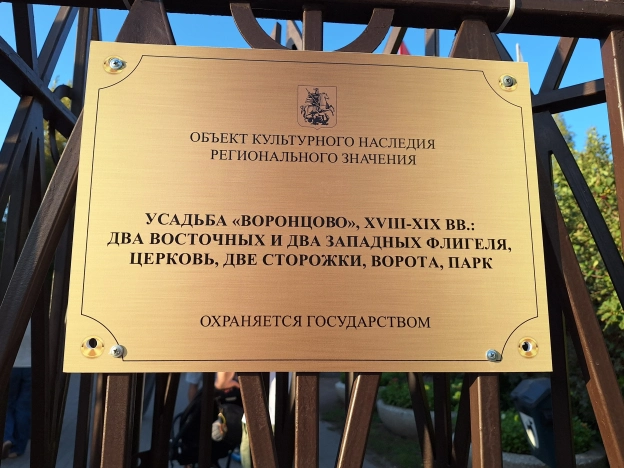 ОБЪЕКТ КУЛЬТУРНОГО НАСЛЕДИЯ
РЕГИОНАЛЬНОГО ЗНАЧЕНИЯ
УСАДЬБА «ВОРОНЦОВО», XVIII-XIX ВВ.:
ДВА ВОСТОЧНЫХ И ДВА ЗАПАДНЫХ ФЛИГЕЛЯ,
ЦЕРКОВЬ, ДВЕ СТОРОЖКИ, ВОРОТА, ПАРК
ОХРАНЯЕТСЯ ГОСУДАРСТВОМ